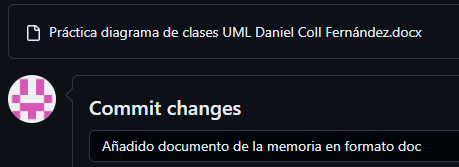 Práctica diagrama de clases UML Daniel Coll Fernández.docx
Commit changes
Añadido documento de la memoria en formato doc